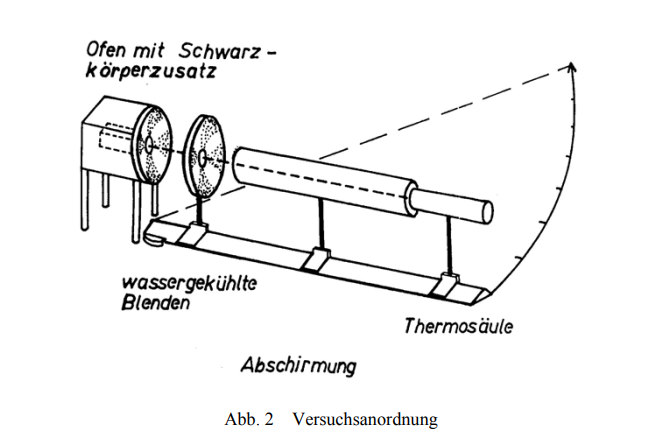 Ofen mit Schwarz-
körperzusatz
wassergekühlte
Blenden
Thermosäule
Abschirmung
Abb. 2 Versuchsanordnung